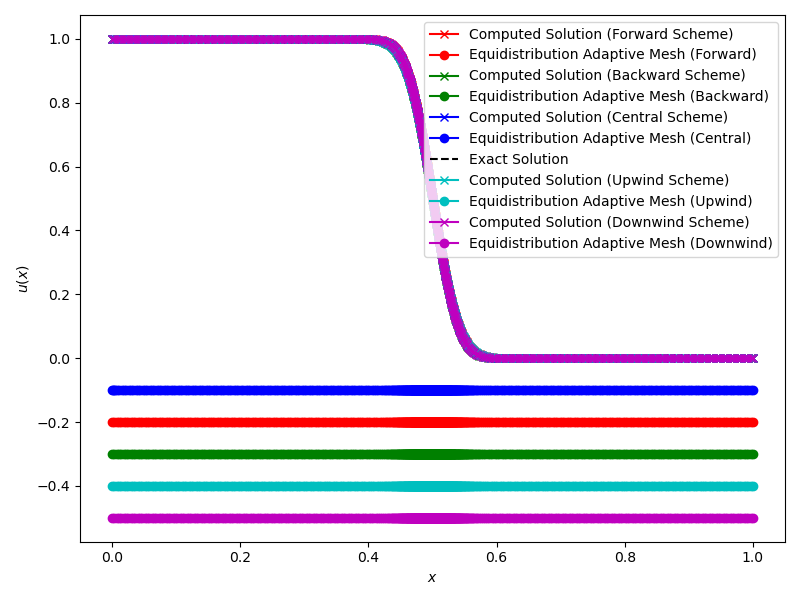 Computed Solution (Forward Scheme)
Equidistribution Adaptive Mesh (Forward)
Computed Solution (Backward Scheme)
Equidistribution Adaptive Mesh (Backward)
Computed Solution (Central Scheme)
Equidistribution Adaptive Mesh (Central)
Exact Solution
Computed Solution (Upwind Scheme)
Equidistribution Adaptive Mesh (Upwind)
Computed Solution (Downwind Scheme)
Equidistribution Adaptive Mesh (Downwind)
1.0
0.8
0.6
0.4
0.2
0.0
−0.2
−0.4
u(x)
0.0 0.2 0.4 0.6 0.8 1.0
x